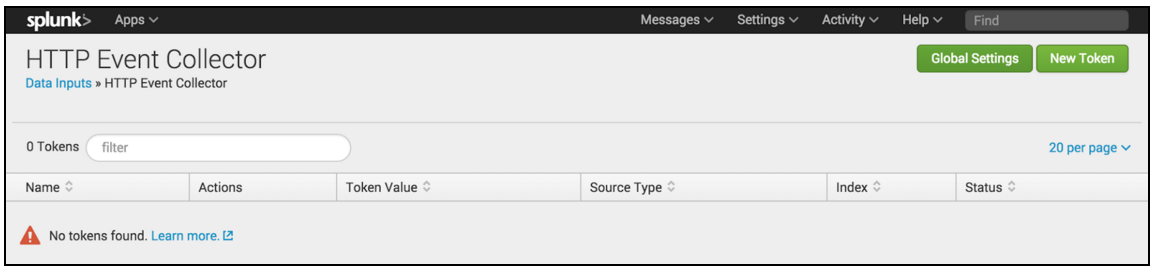 splunk> Apps Messages Settings Activity Help Find
HTTP Event Collector
Global Settings New Token
Data Inputs » HTTP Event Collector
0 Tokens filter 20 per page
Name Actions Token Value Source Type Index Status
No tokens found. Learn more.